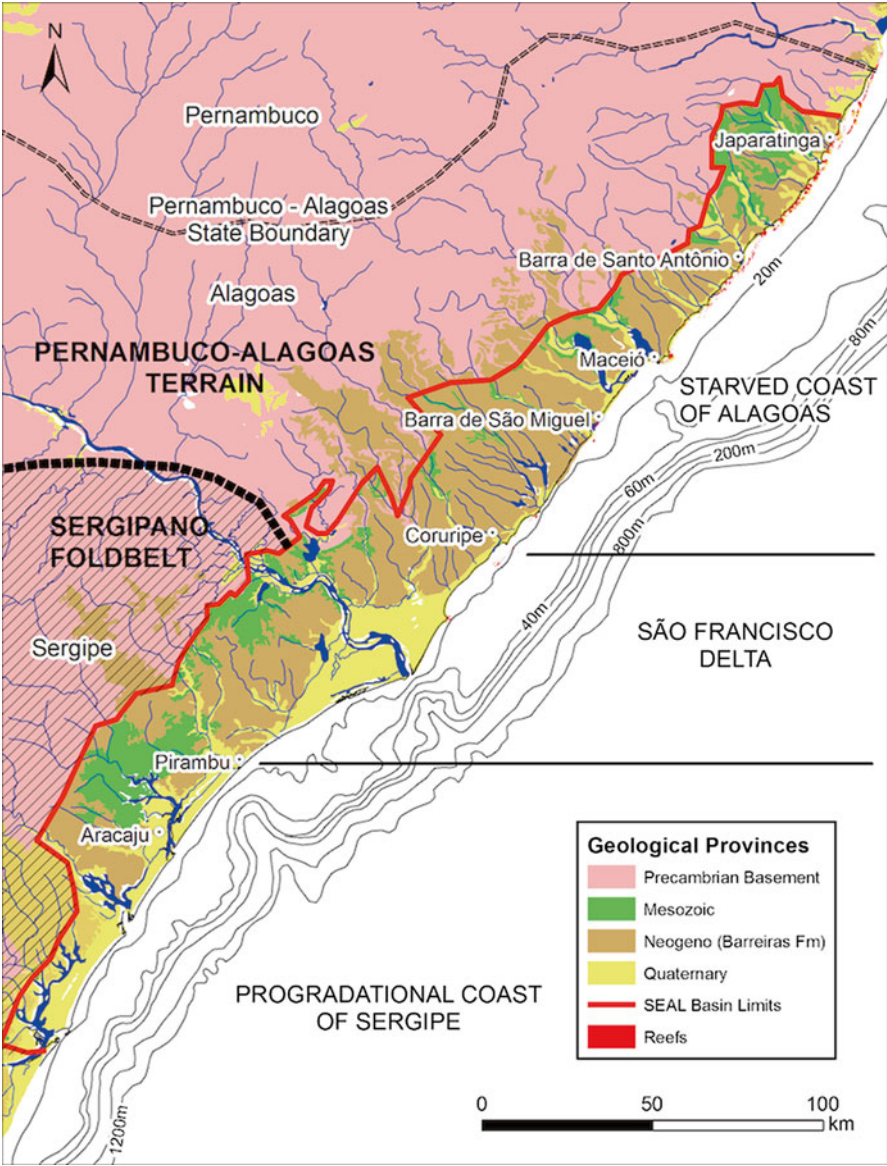 N
Pernambuco
Japaratinga
Pernambuco - Alagoas
State Boundary
Barra de Santo Antônio
20m
Alagoas
80m
PERNAMBUCO-ALAGOAS
TERRAIN
Maceió
STARVED COAST
OF ALAGOAS
Barra de São Miguel
200m
60m
SERGIPANO
FOLDBELT
Coruripe
800m
40m
SÃO FRANCISCO
DELTA
Sergipe
Pirambu
Aracaju
Geological Provinces
Precambrian Basement
Mesozoic
Neogeno (Barreiras Fm)
Quaternary
SEAL Basin Limits
Reefs
PROGRADATIONAL COAST
OF SERGIPE
1200m
0 50 100
km